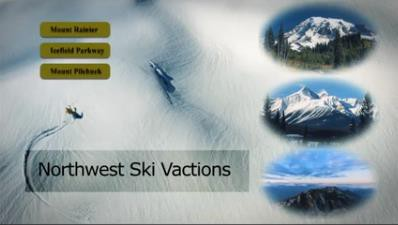 Mount Rainier
Icefield Parkway
Mount Pilchuck
Northwest Ski Vactions